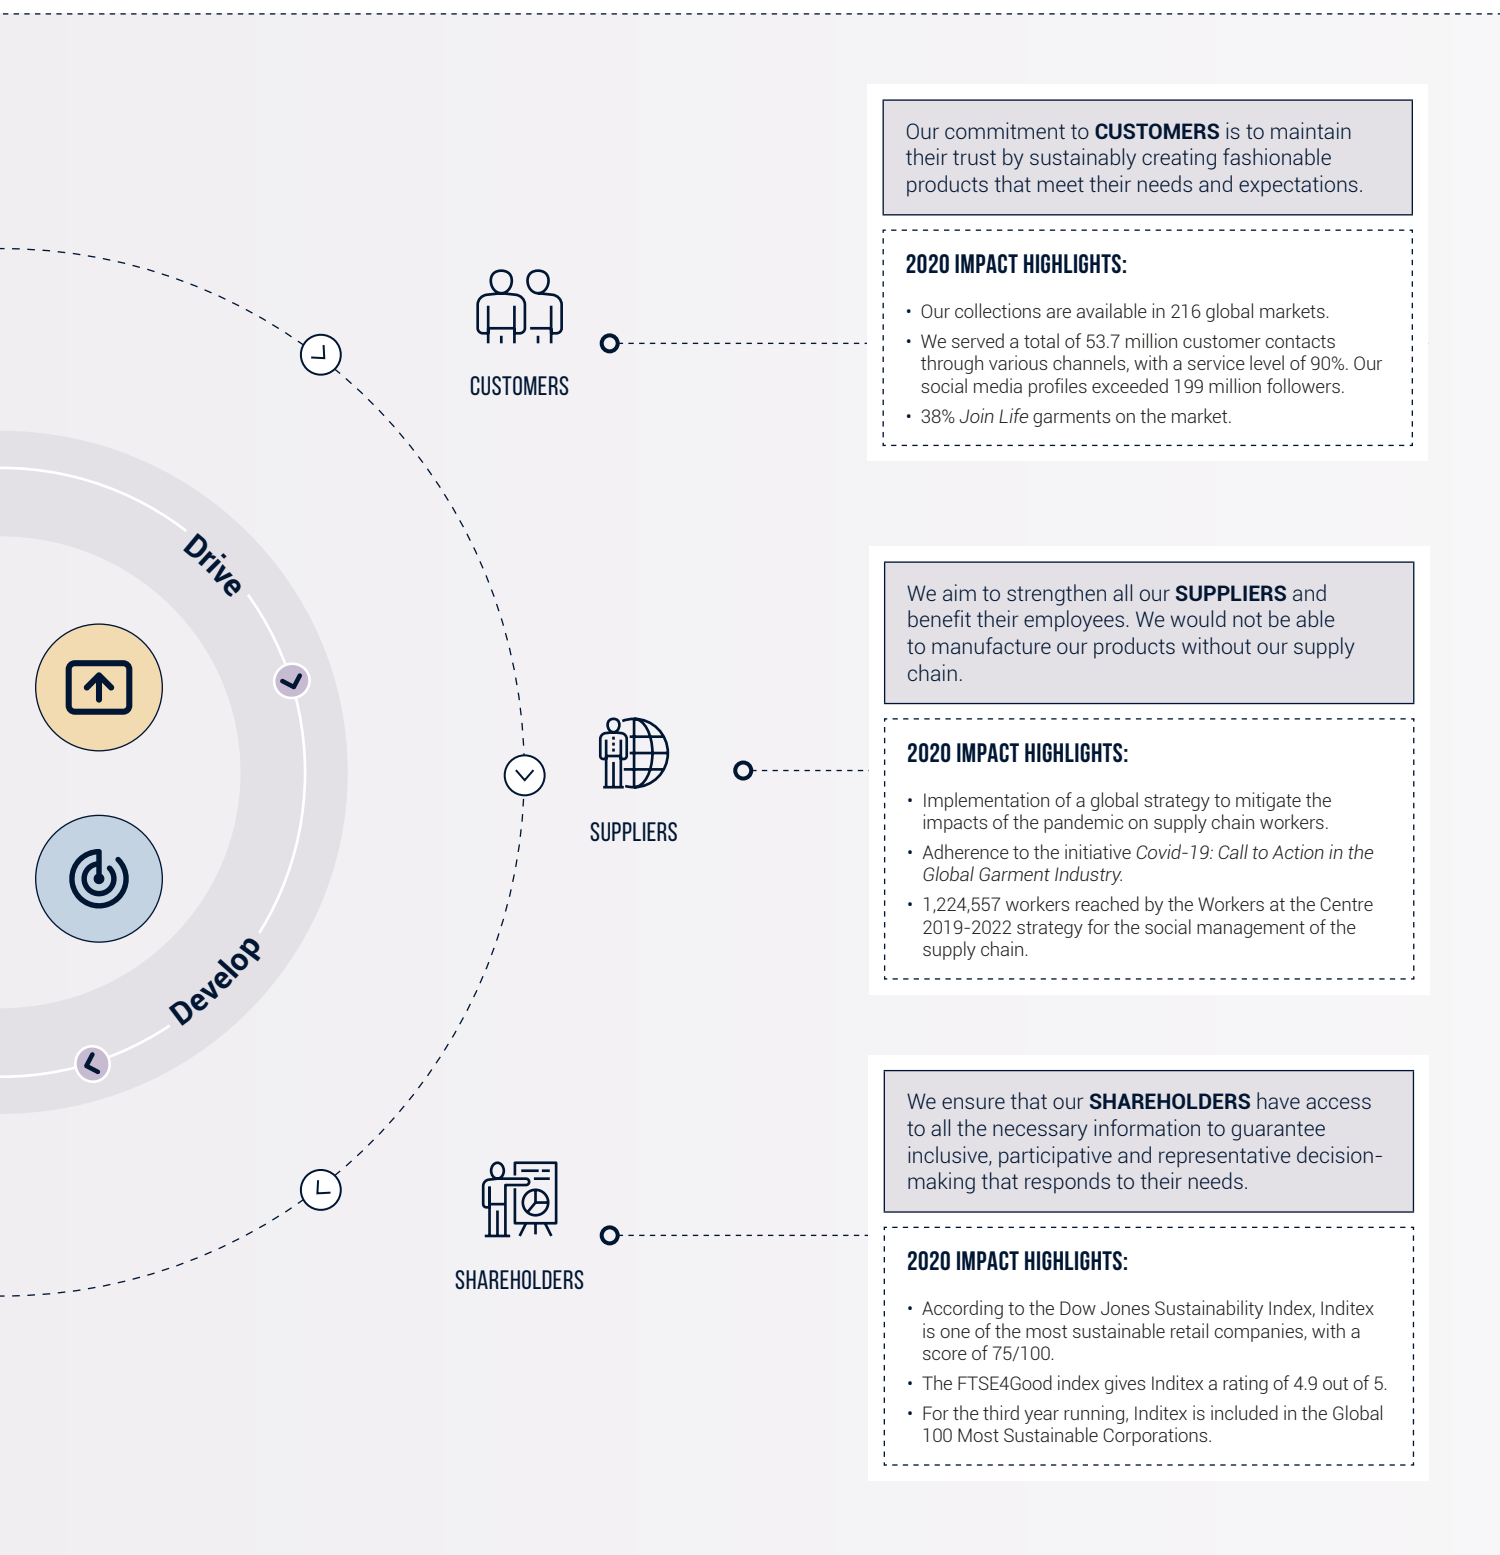 Our commitment to CUSTOMERS is to maintain
their trust by sustainably creating fashionable
products that meet their needs and expectations.
2020 IMPACT HIGHLIGHTS:
• Our collections are available in 216 global markets.
• We served a total of 53.7 million customer contacts
through various channels, with a service level of 90%. Our
social media profiles exceeded 199 million followers.
• 38% Join Life garments on the market.
CUSTOMERS
Drive
Develop
We aim to strengthen all our SUPPLIERS and
benefit their employees. We would not be able
to manufacture our products without our supply
chain.
2020 IMPACT HIGHLIGHTS:
• Implementation of a global strategy to mitigate the
impacts of the pandemic on supply chain workers.
• Adherence to the initiative Covid-19: Call to Action in the
Global Garment Industry.
• 1,224,557 workers reached by the Workers at the Centre
2019-2022 strategy for the social management of the
supply chain.
SUPPLIERS
We ensure that our SHAREHOLDERS have access
to all the necessary information to guarantee
inclusive, participative and representative decision-
making that responds to their needs.
2020 IMPACT HIGHLIGHTS:
• According to the Dow Jones Sustainability Index, Inditex
is one of the most sustainable retail companies, with a
score of 75/100.
• The FTSE4Good index gives Inditex a rating of 4.9 out of 5.
• For the third year running, Inditex is included in the Global
100 Most Sustainable Corporations.
SHAREHOLDERS